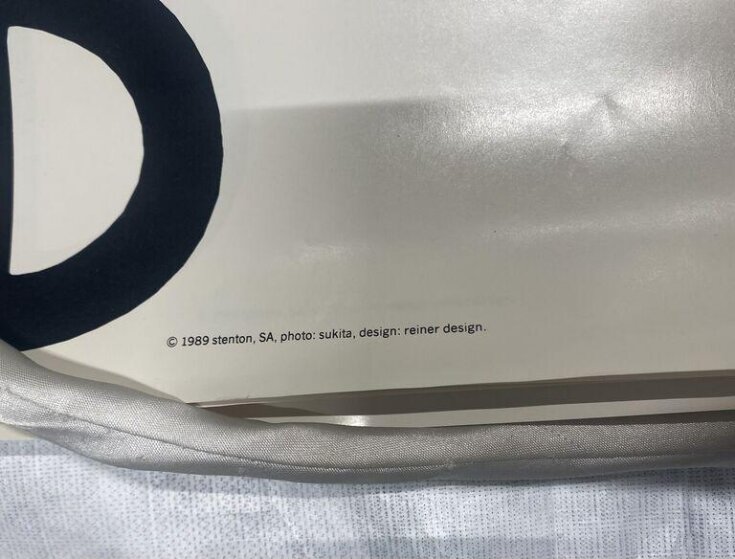 D
© 1989 stenton, SA, photo: sukita, design: reiner design.